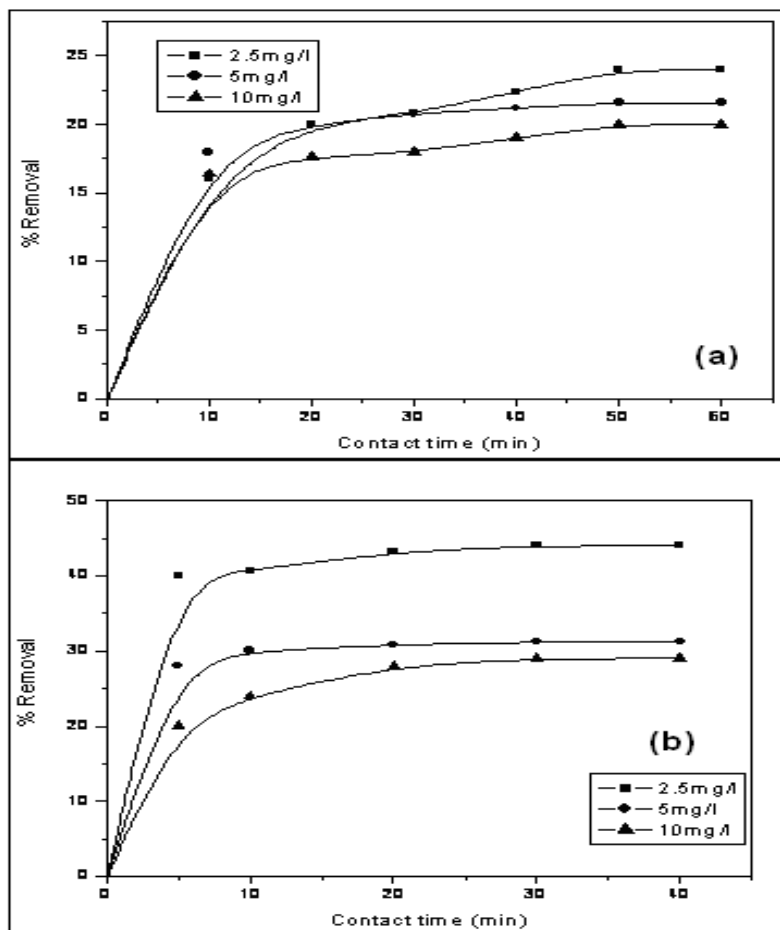 2.5mg/l
5mg/l
10mg/l
% Removal
25
20
15
10
5
0
(a)
0 10 20 30 40 50 60
Contact time (min)
50
40
30
20
10
0
% Removal
(b)
2.5mg/l
5mg/l
10mg/l
0 10 20 30 40
Contact time (min)